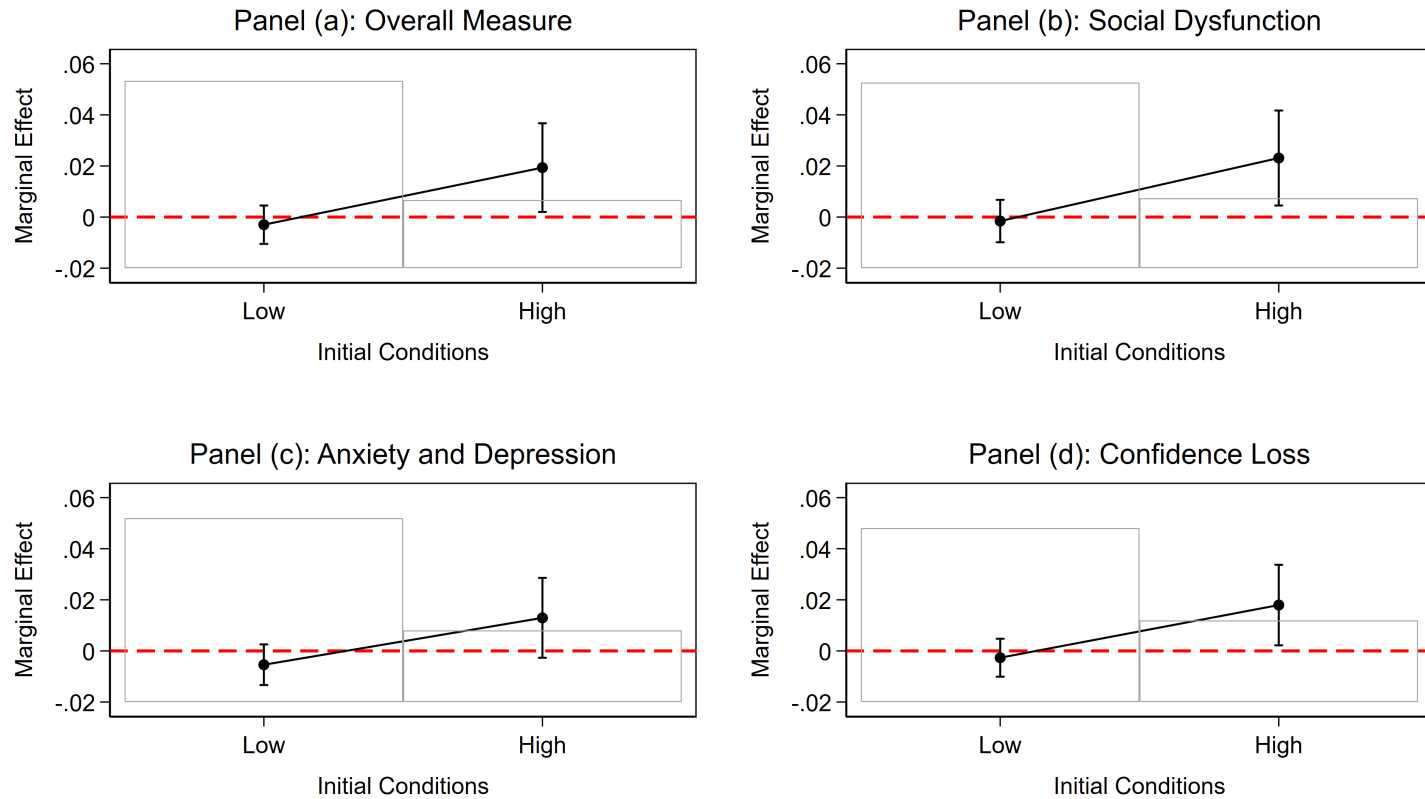 Panel (a): Overall Measure
Marginal Effect
.06
.04
.02
0
-.02
Low
High
Initial Conditions
Panel (b): Social Dysfunction
Marginal Effect
.06
.04
.02
0
-.02
Low
High
Initial Conditions
Panel (c): Anxiety and Depression
Marginal Effect
.06
.04
.02
0
-.02
Low
High
Initial Conditions
Panel (d): Confidence Loss
Marginal Effect
.06
.04
.02
0
-.02
Low
High
Initial Conditions